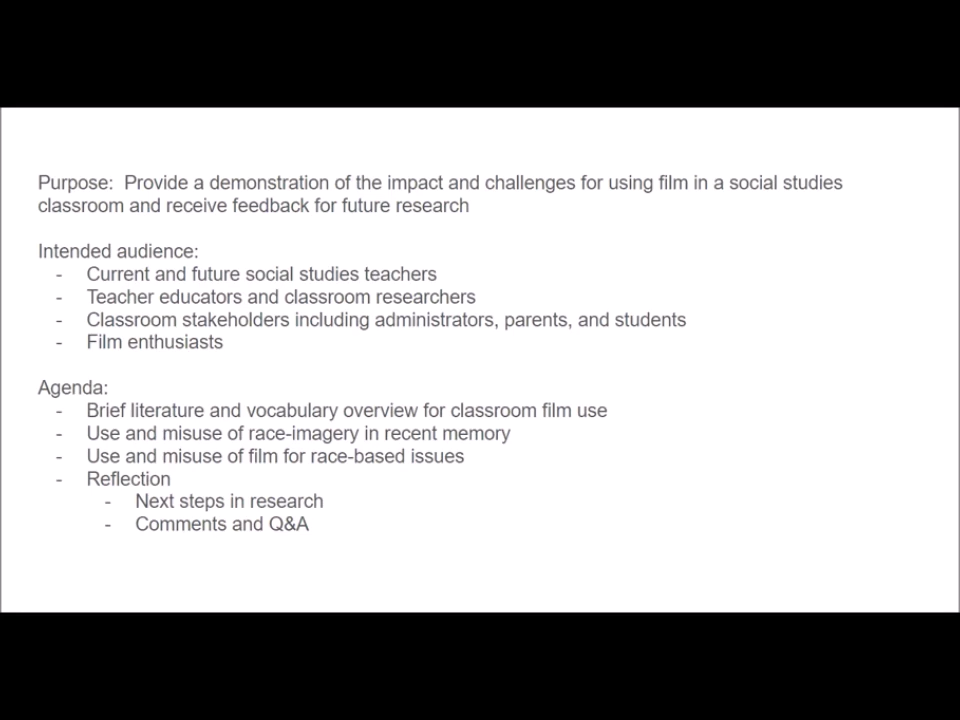 Purpose:  Provide a demonstration of the impact and challenges for using film in a social studies
classroom and receive feedback for future research
Intended audience:
- Current and future social studies teachers
- Teacher educators and classroom researchers
- Classroom stakeholders including administrators, parents, and students
- Film enthusiasts
Agenda:
- Brief literature and vocabulary overview for classroom film use
- Use and misuse of race-imagery in recent memory
- Use and misuse of film for race-based issues
- Reflection
- Next steps in research
- Comments and Q&A